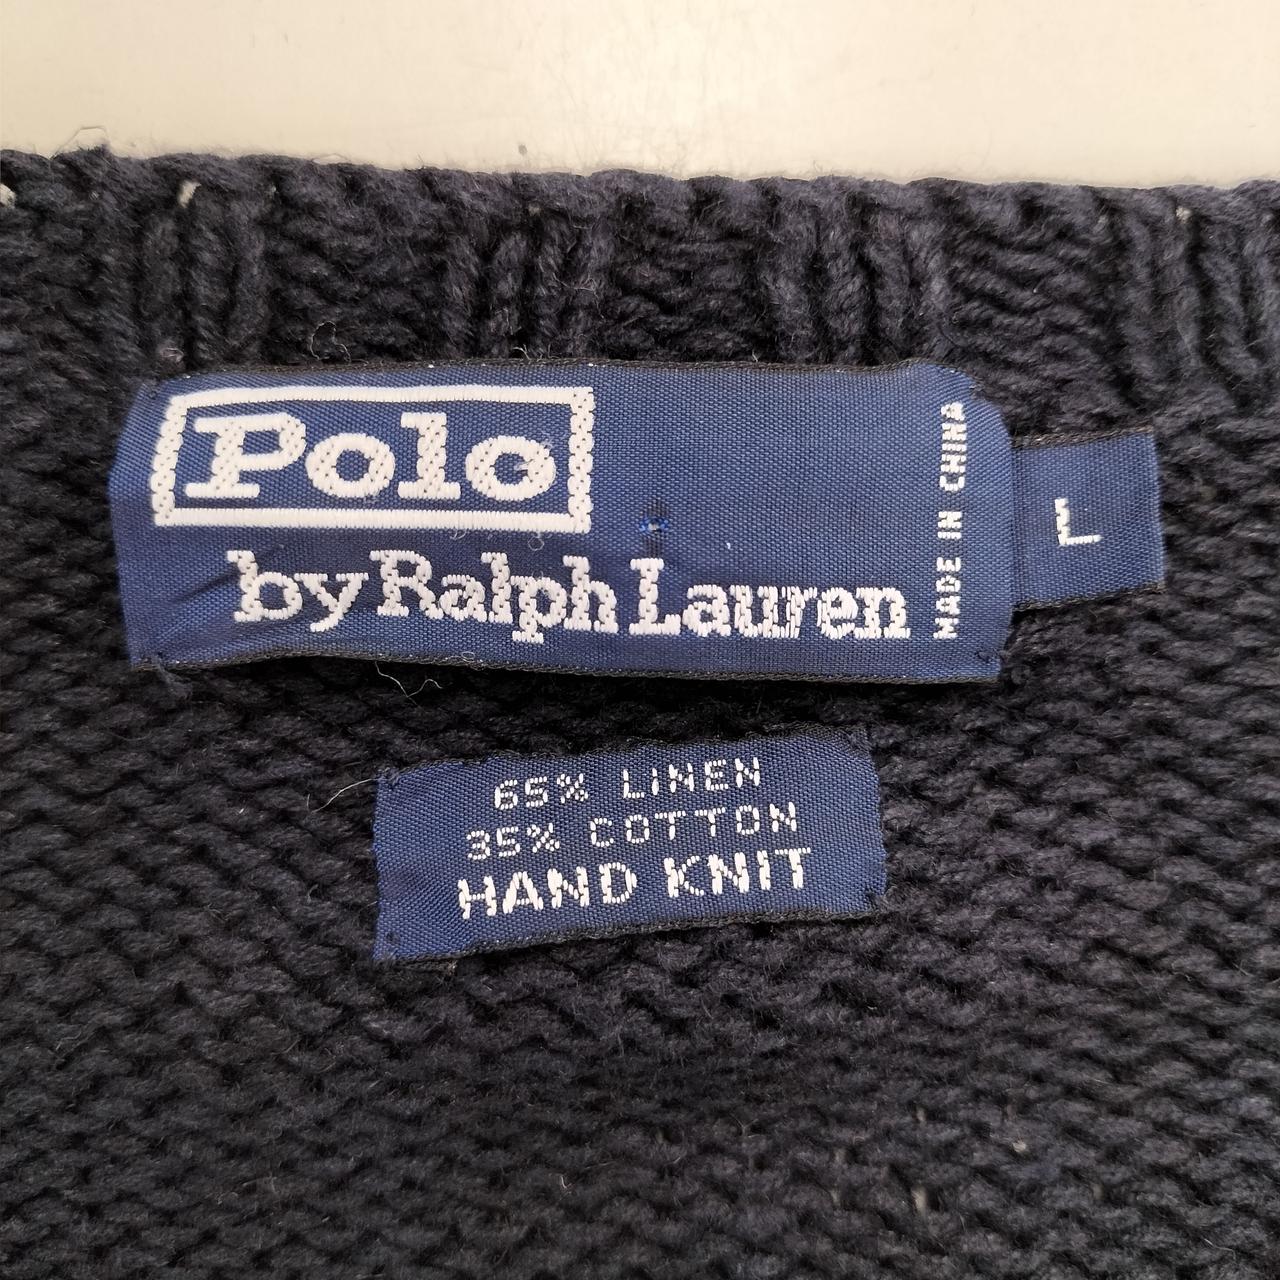 Polo
by Ralph Lauren
MADE IN CHINA
L
65% LINEN
35% COTTON
HAND KNIT